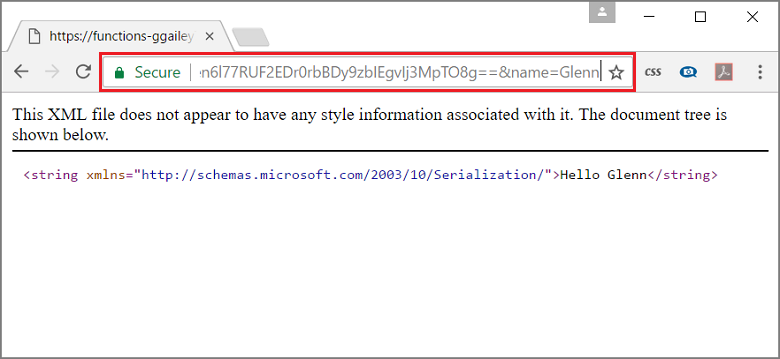 https://functions-ggailey
Secure
en6l77RUF2EDr0rbBDy9zbIEgvIj3MpTO8g==&name=Glenn
css
This XML file does not appear to have any style information associated with it. The document tree is
shown below.
<string xmlns="http://schemas.microsoft.com/2003/10/Serialization/">Hello Glenn</string>